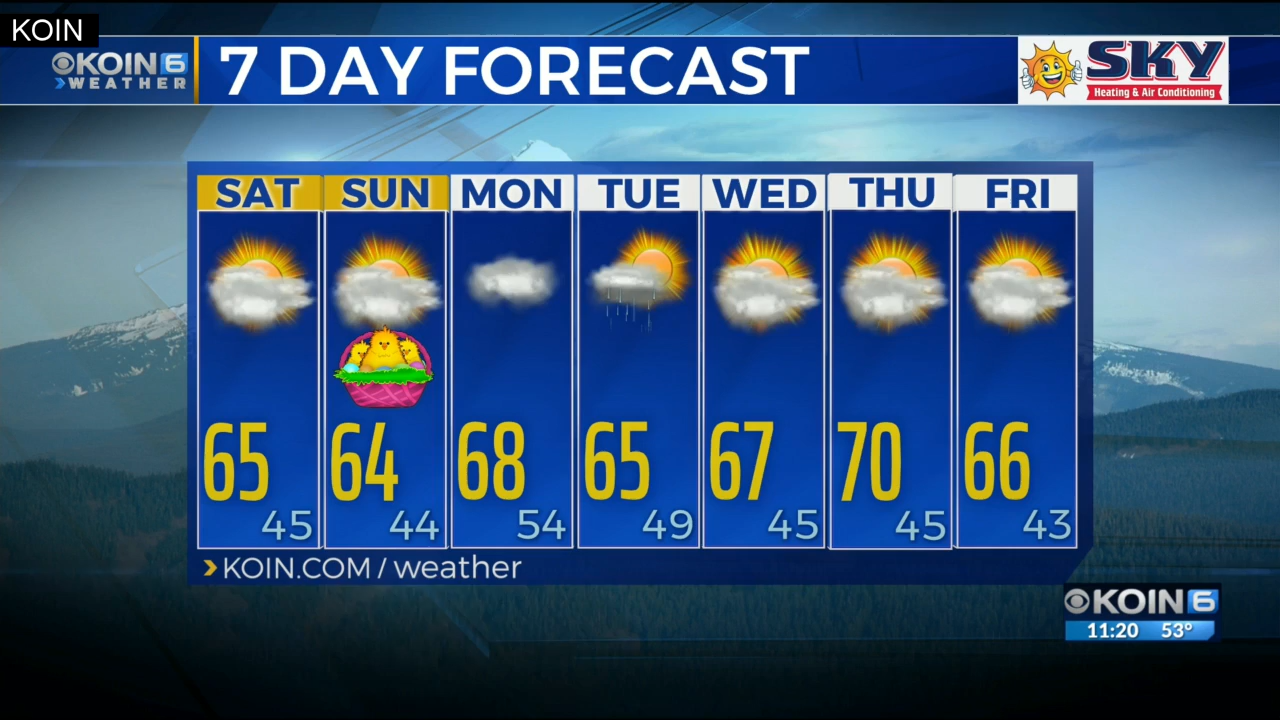 KOIN
KOIN 6
WEATHER
7 DAY FORECAST
SKY
Heating & Air Conditioning
SAT SUN MON TUE WED THU FRI
65 64 68 65 67 70 66
45 44 54 49 45 45 43
KOIN.COM / weather
KOIN 6
11:20 53°